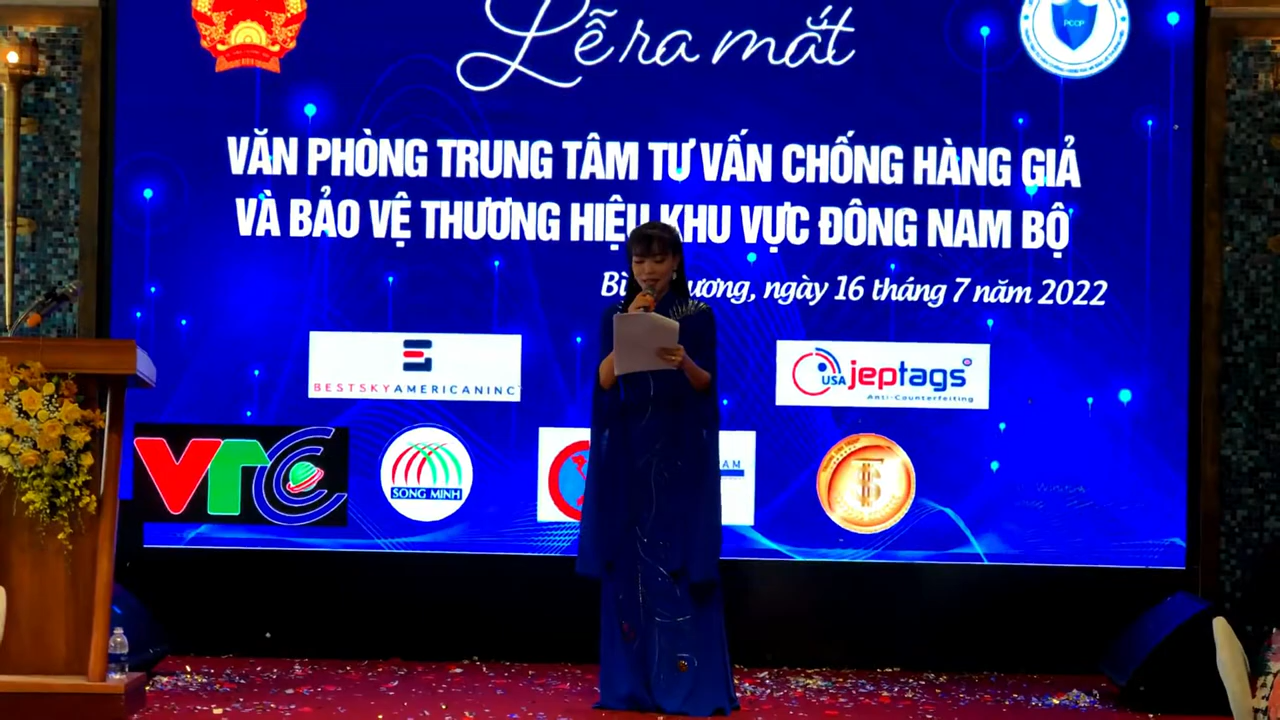 Lễ ra mắt
PCCP
VĂN PHÒNG TRUNG TÂM TƯ VẤN CHỐNG HÀNG GIẢ
VÀ BẢO VỆ THƯƠNG HIỆU KHU VỰC ĐÔNG NAM BỘ
ương, ngày 16 tháng 7 năm 2022
BESTSKYAMERICANINC
USA jeptags
Anti-Counterfeiting
VTC
SONG MINH
AM